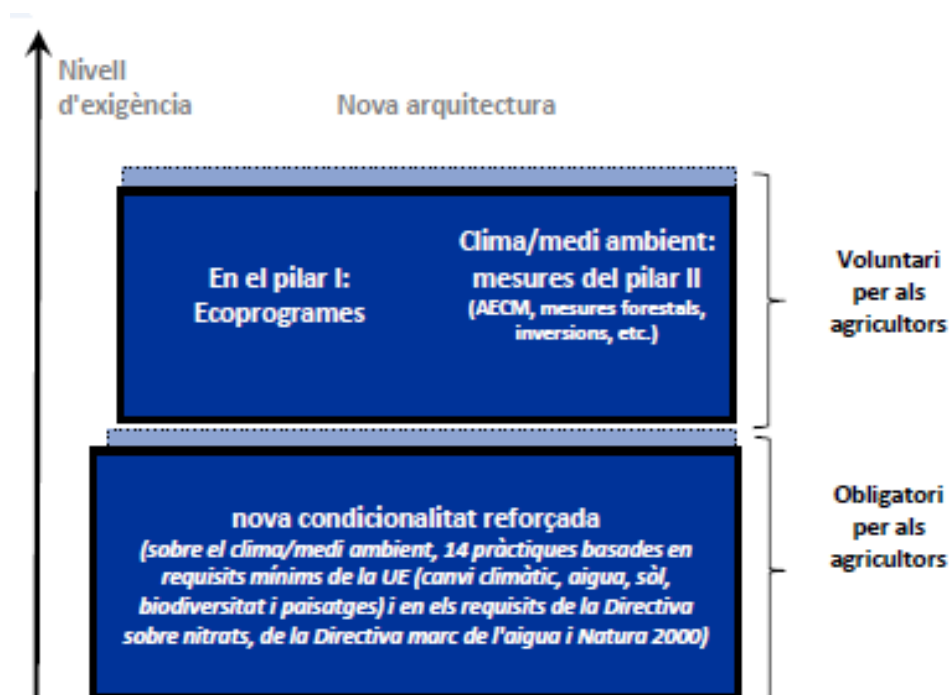 Nivell
d'exigència
Nova arquitectura
En el pilar I:
Ecoprogrames
Clima/medi ambient:
mesures del pilar II
(AECM, mesures forestals,
inversions, etc.)
Voluntari
per als
agricultors
nova condicionalitat reforçada
(sobre el clima/medi ambient, 14 pràctiques basades en
requisits mínims de la UE (canvi climàtic, aigua, sòl,
biodiversitat i paisatges) i en els requisits de la Directiva
sobre nitrats, de la Directiva marc de l'aigua i Natura 2000)
Obligatori
per als
agricultors